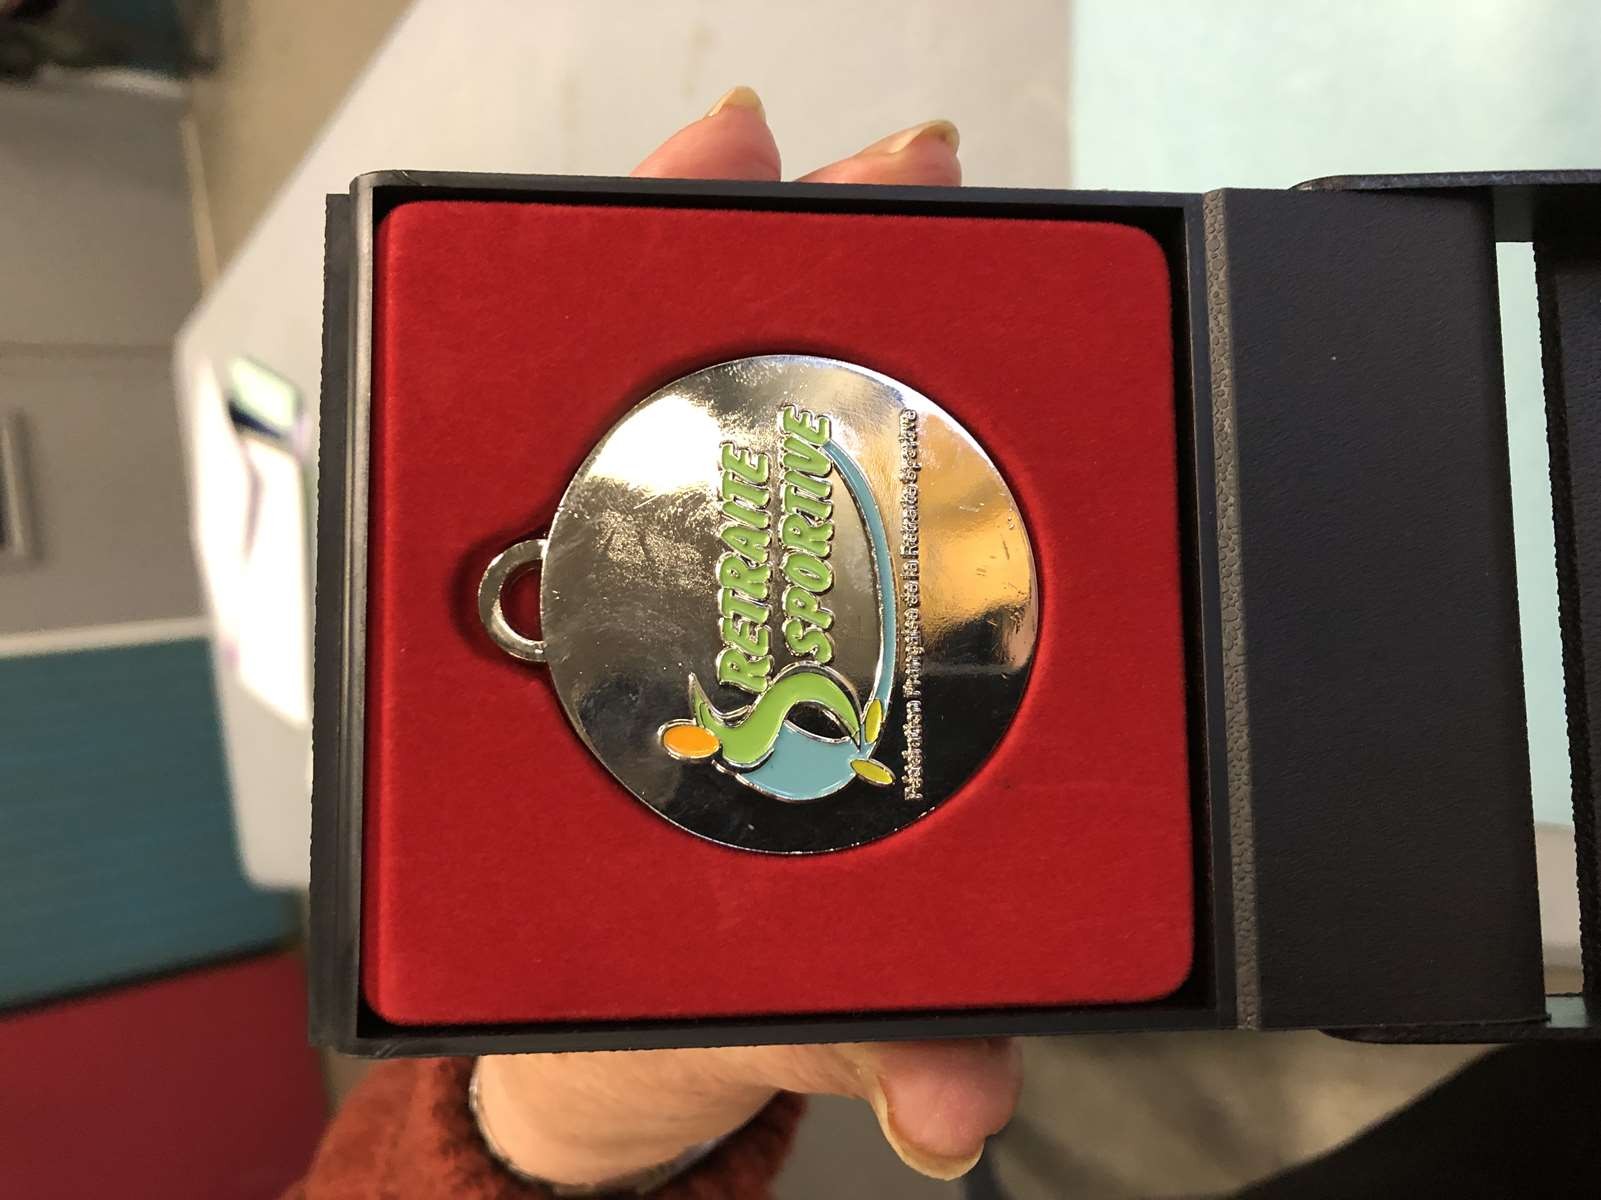 RETRAITE
SPORTIVE
Fédération Française de la Retraite Sportive